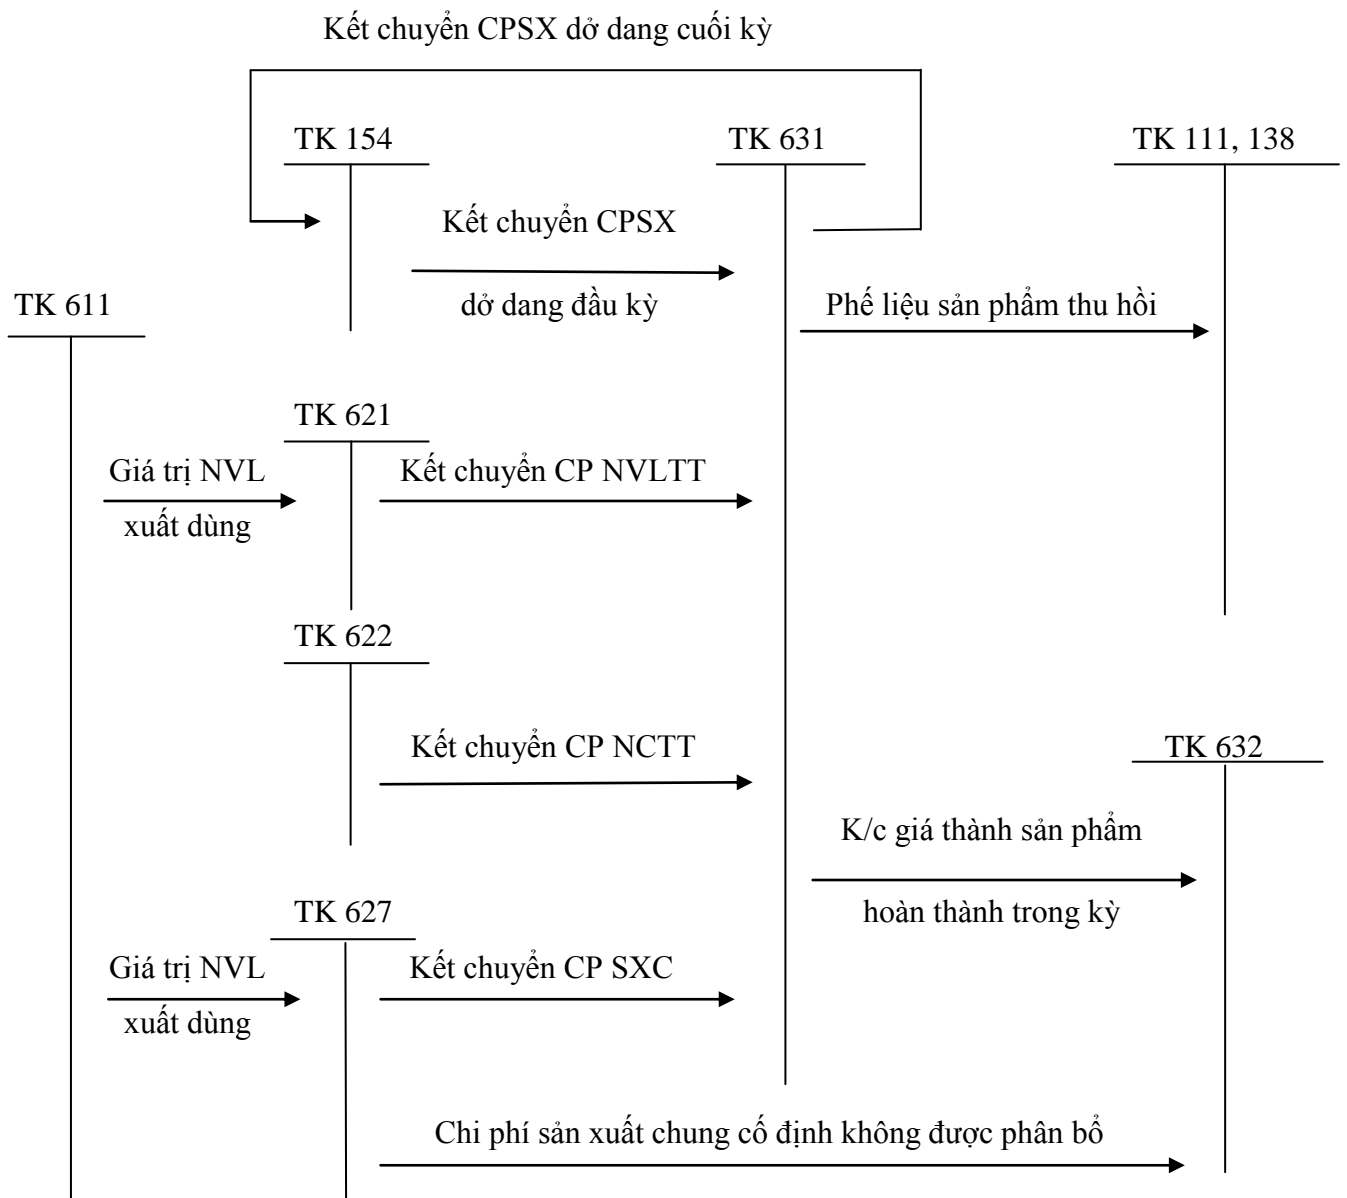 Kết chuyển CPSX dở dang cuối kỳ
TK 154
TK 631
TK 111, 138
Kết chuyển CPSX
dở dang đầu kỳ
TK 611
Phế liệu sản phẩm thu hồi
TK 621
Giá trị NVL
xuất dùng
Kết chuyển CP NVLTT
TK 622
Kết chuyển CP NCTT
TK 632
K/c giá thành sản phẩm
hoàn thành trong kỳ
TK 627
Giá trị NVL
xuất dùng
Kết chuyển CP SXC
Chi phí sản xuất chung cố định không được phân bổ